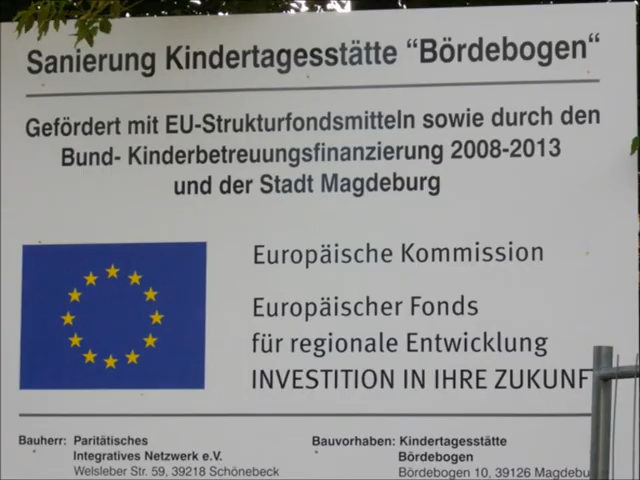 Sanierung Kindertagesstätte "Bördebogen"
Gefördert mit EU-Strukturfondsmitteln sowie durch den
Bund- Kinderbetreuungsfinanzierung 2008-2013
und der Stadt Magdeburg
Europäische Kommission
Europäischer Fonds
für regionale Entwicklung
INVESTITION IN IHRE ZUKUNF
Bauherr: Paritätisches
Integratives Netzwerk e.V.
Welsleber Str. 59, 39218 Schönebeck
Bauvorhaben: Kindertagesstätte
Bördebogen
Bördebogen 10, 39126 Magdebu